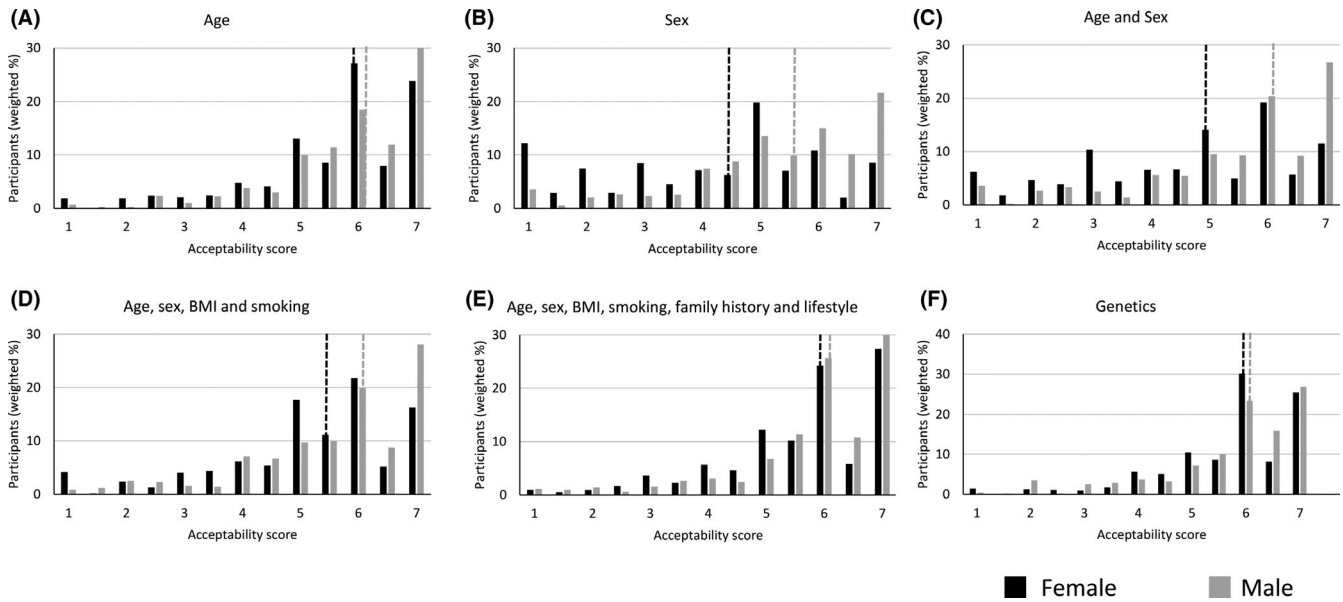 (A)
Age
Participants (weighted %)
30
20
10
0
1 2 3 4 5 6 7
Acceptability score
(B)
Sex
Participants (weighted %)
30
20
10
0
1 2 3 4 5 6 7
Acceptability score
(C)
Age and Sex
Participants (weighted %)
30
20
10
0
1 2 3 4 5 6 7
Acceptability score
(D)
Age, sex, BMI and smoking
Participants (weighted %)
30
20
10
0
1 2 3 4 5 6 7
Acceptability score
(E)
Age, sex, BMI, smoking, family history and lifestyle
Participants (weighted %)
30
20
10
0
1 2 3 4 5 6 7
Acceptability score
(F)
Genetics
Participants (weighted %)
40
30
20
10
0
1 2 3 4 5 6 7
Acceptability score
Female Male